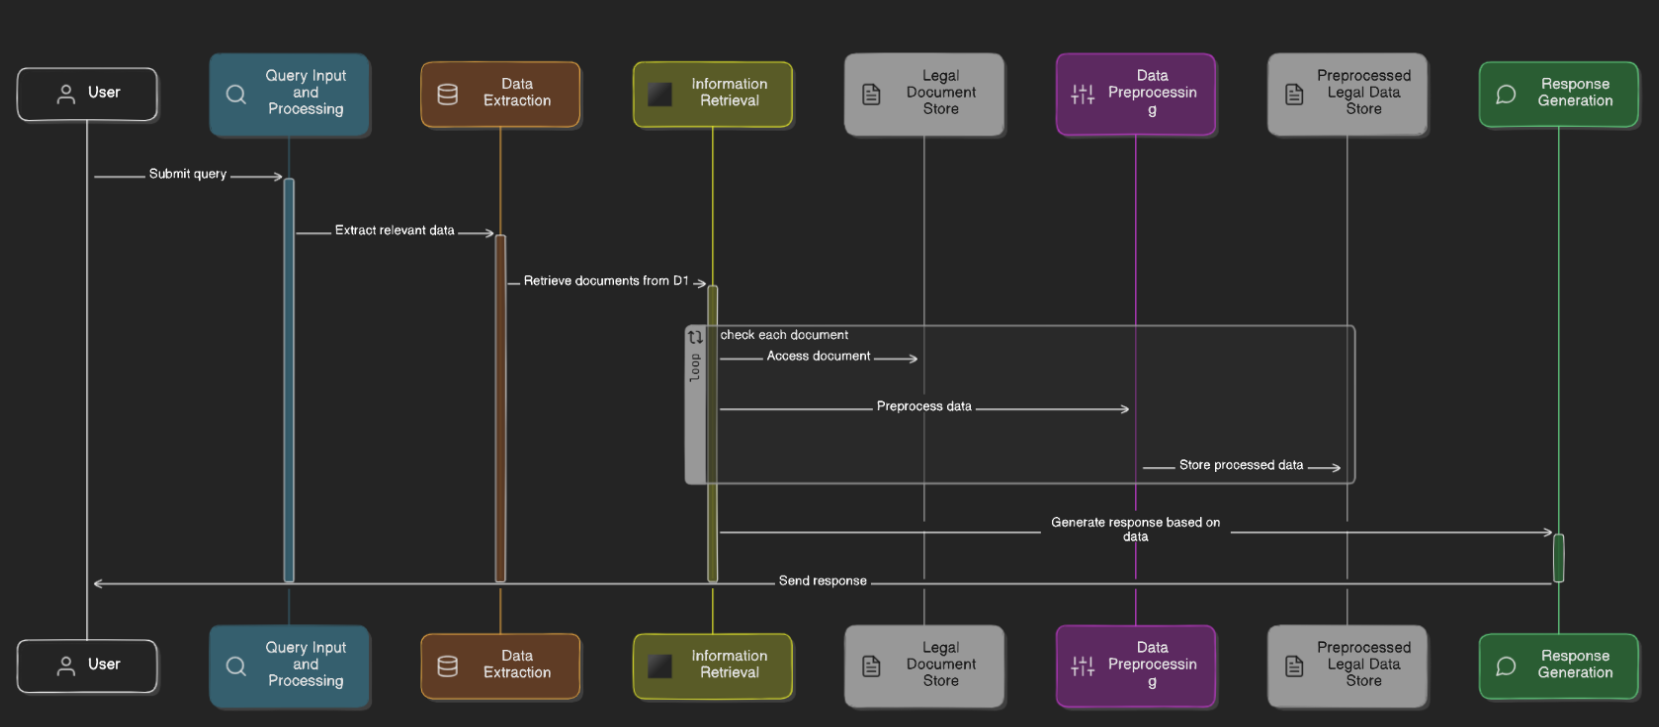 User
Query Input
and
Processing
Data
Extraction
Information
Retrieval
Legal
Document
Store
Data
Preprocessin
g
Preprocessed
Legal Data
Store
Response
Generation
Submit query
Extract relevant data
Retrieve documents from D1
loop
check each document
Access document
Preprocess data
Store processed data
Generate response based on
data
Send response
User
Query Input
and
Processing
Data
Extraction
Information
Retrieval
Legal
Document
Store
Data
Preprocessin
g
Preprocessed
Legal Data
Store
Response
Generation